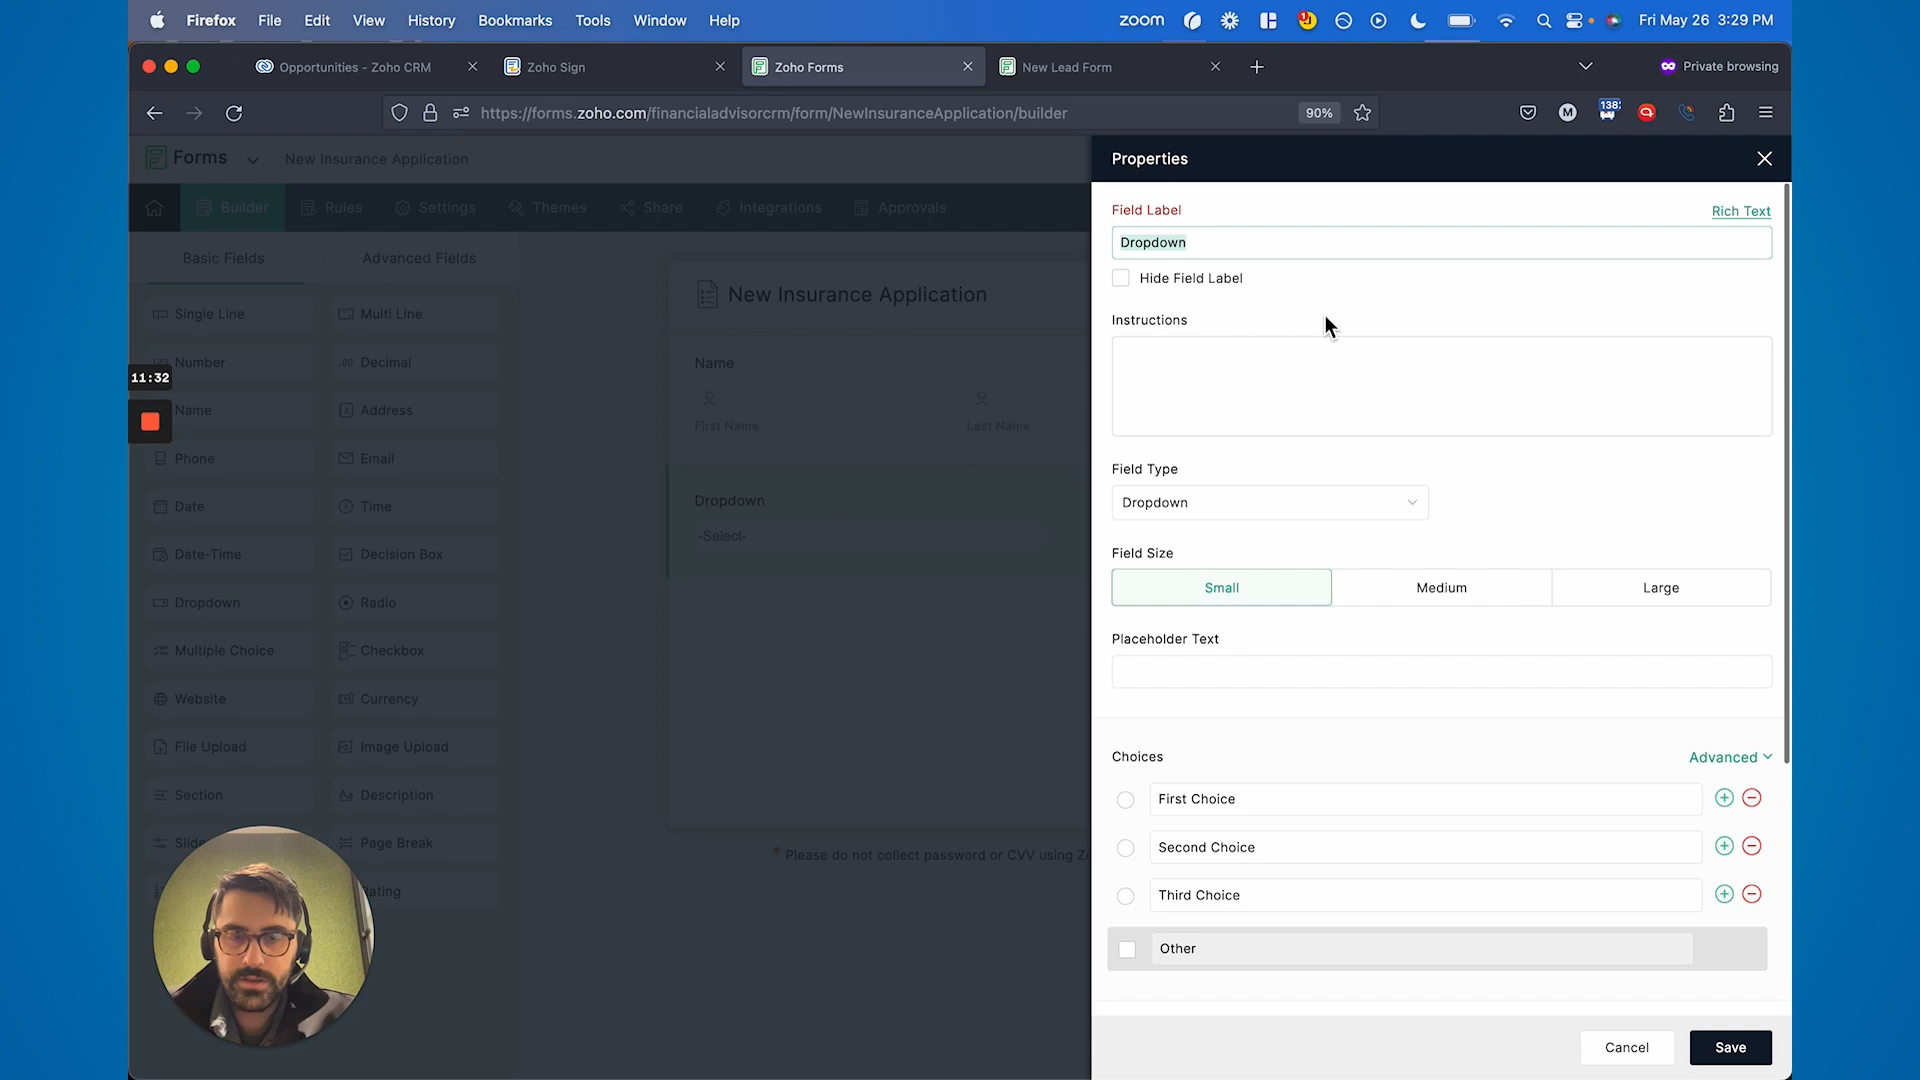 Firefox File Edit View History Bookmarks Tools Window Help
zoom Fri May 26 3:29 PM
Opportunities - Zoho CRM
Zoho Sign
Zoho Forms
New Lead Form
Private browsing
https://forms.zoho.com/financialadvisorcrm/form/NewInsuranceApplication/builder
90%
138
M
Forms
New Insurance Application
Builder Rules Settings Themes Share Integrations Approvals
Basic Fields Advanced Fields
Single Line Multi Line
Number Decimal
11:32
Name Address
Phone Email
Date Time
Date-Time Decision Box
Dropdown Radio
Multiple Choice Checkbox
Website Currency
File Upload Image Upload
Section Description
Page Break
New Insurance Application
Name
First Name Last Name
Dropdown
-Select-
* Please do not collect password or CVV using
Properties
Field Label
Rich Text
Dropdown
Hide Field Label
Instructions
Field Type
Dropdown
Field Size
Small Medium Large
Placeholder Text
Choices
Advanced
First Choice
Second Choice
Third Choice
Other
Cancel Save